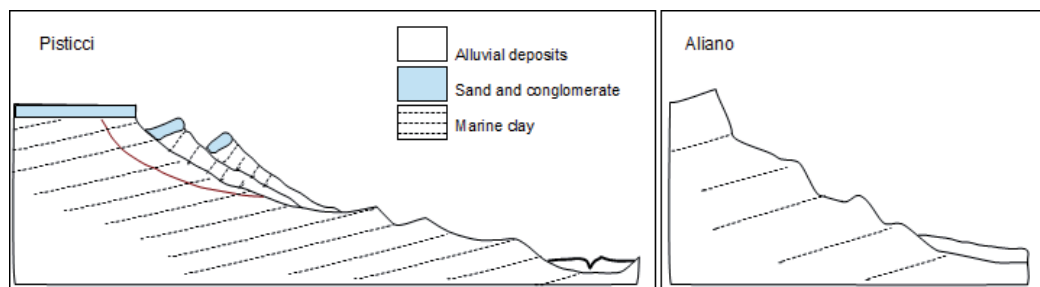 Pisticci
Alluvial deposits
Sand and conglomerate
Marine clay
Aliano